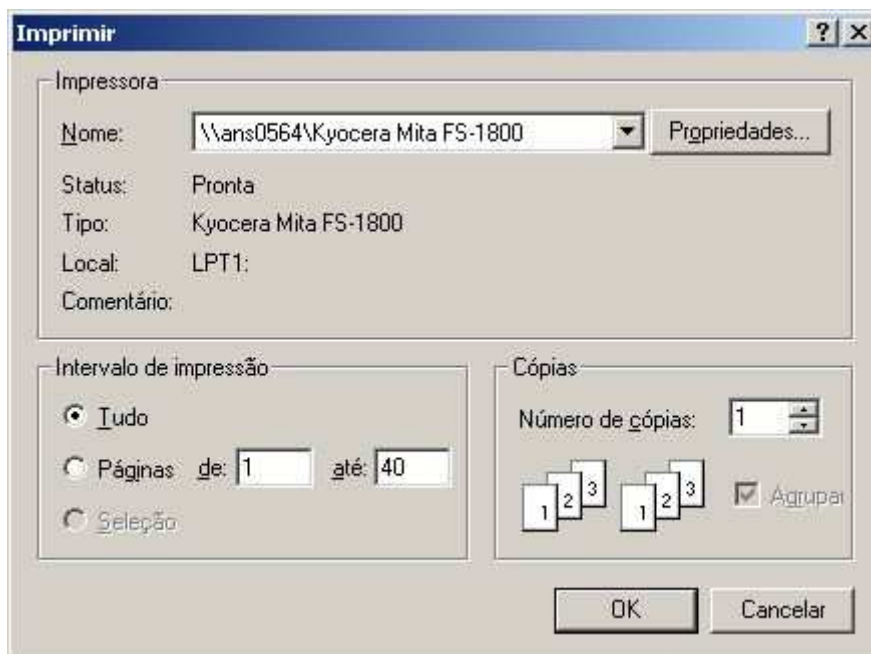 Imprimir
Impressora
Nome: \\ans0564\Kyocera Mita FS-1800 Propriedades...
Status: Pronta
Tipo: Kyocera Mita FS-1800
Local: LPT1:
Comentário:
Intervalo de impressão
Tudo
Páginas de: 1 até: 40
Seleção
Cópias
Número de cópias: 1
1 2 3 1 2 3 Agrupar
OK Cancelar